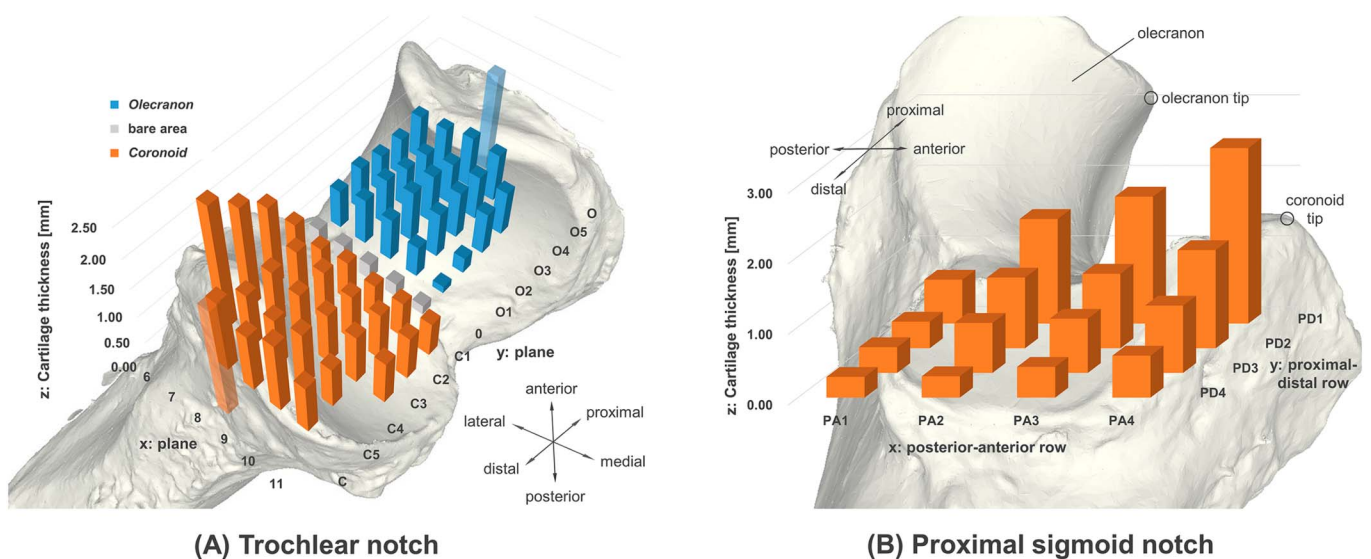 Olecranon
bare area
Coronoid
z: Cartilage thickness [mm]
2.50
2.00
1.50
1.00
0.50
0.00
6
7
8
9
10
11
x: plane
O
O5
O4
O3
O2
O1
0
C1
C2
C3
C4
C5
C
y: plane
anterior
proximal
lateral
distal
medial
posterior
(A) Trochlear notch
olecranon
olecranon tip
proximal
posterior
anterior
distal
coronoid
tip
z: Cartilage thickness [mm]
3.00
2.00
1.00
0.00
PD1
PD2
PD3
PD4
y: proximal-
distal row
PA1
PA2
PA3
PA4
x: posterior-anterior row
(B) Proximal sigmoid notch